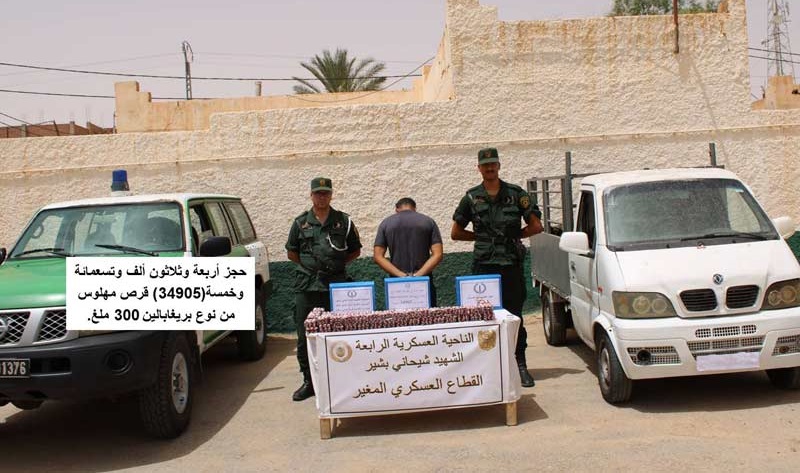 حجز أربعة وثلاثون ألف وتسعمائة
وخمسة(34905) قرص مهلوس
من نوع بريغابالين 300 ملغ.
الناحية العسكرية الرابعة
الشهيد شيحاني بشير
القطاع العسكري المغير
01376